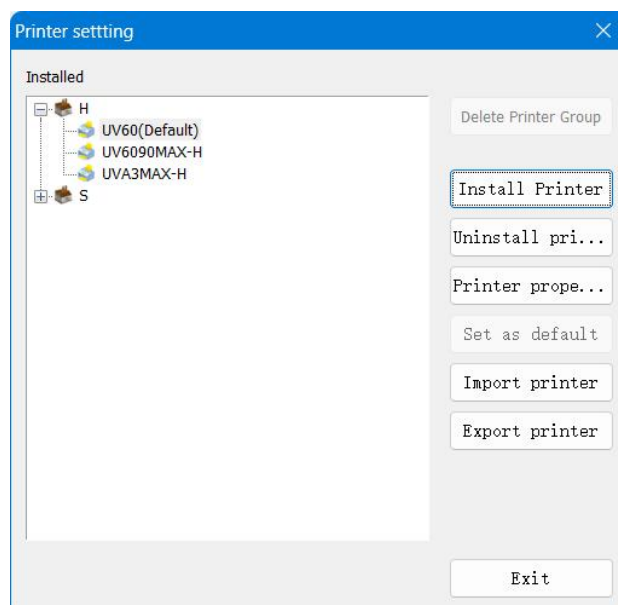 Printer settting
Installed
H
UV60(Default)
UV6090MAX-H
UVA3MAX-H
S
Delete Printer Group
Install Printer
Uninstall pri...
Printer prope...
Set as default
Import printer
Export printer
Exit